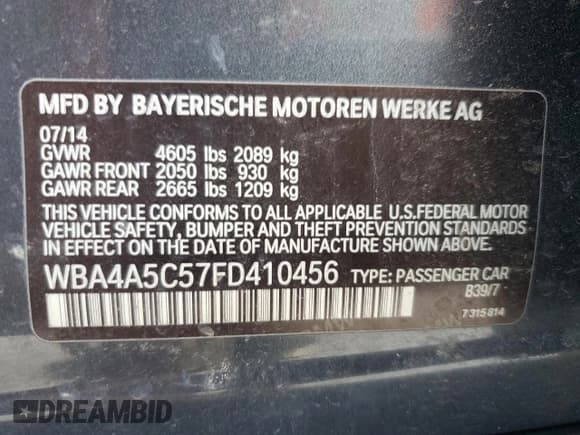 MFD BY BAYERISCHE MOTOREN WERKE AG
07/14
GVWR 4605 lbs 2089 kg
GAWR FRONT 2050 lbs 930 kg
GAWR REAR 2665 lbs 1209 kg
THIS VEHICLE CONFORMS TO ALL APPLICABLE U.S.FEDERAL MOTOR
VEHICLE SAFETY, BUMPER AND THEFT PREVENTION STANDARDS
IN EFFECT ON THE DATE OF MANUFACTURE SHOWN ABOVE.
WBA4A5C57FD410456 TYPE: PASSENGER CAR
B39/7
7 315 814
DREAMBID